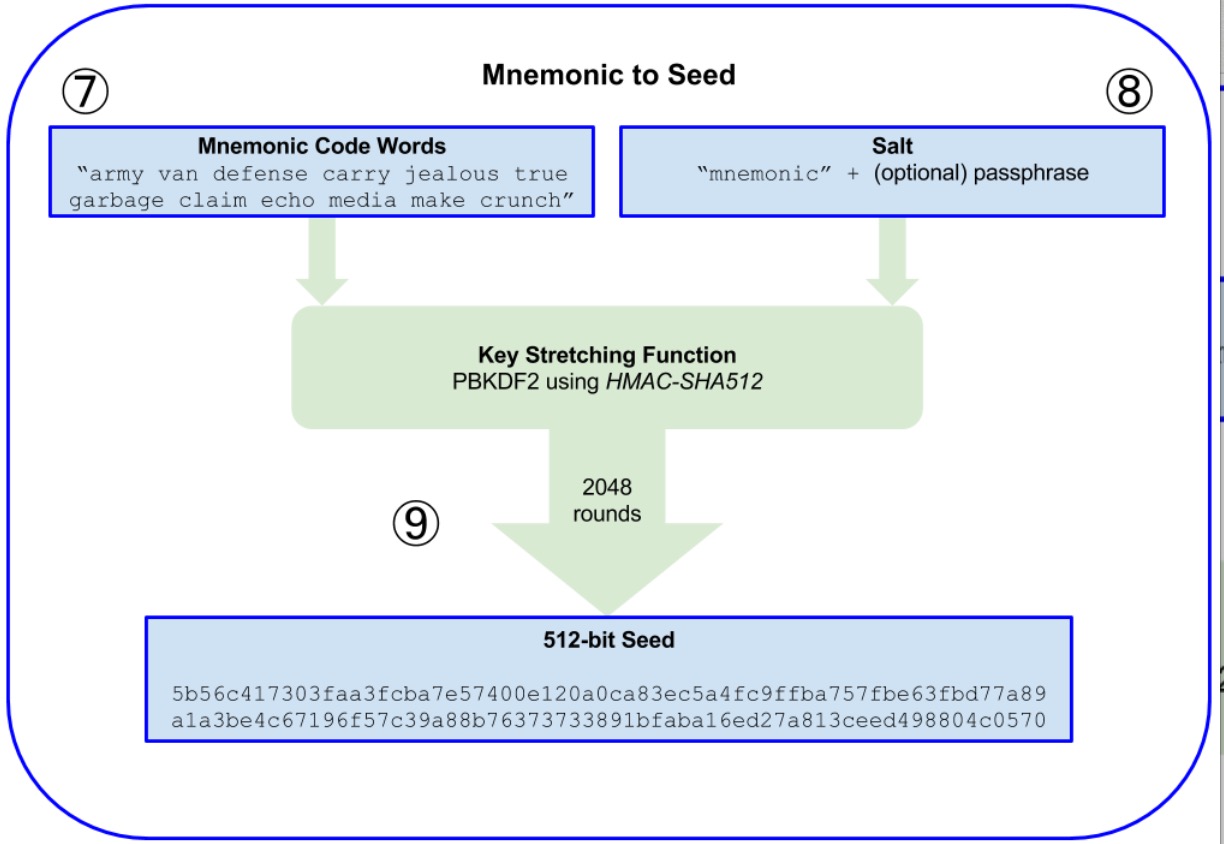 Mnemonic to Seed
⑦
⑧
Mnemonic Code Words
“army van defense carry jealous true
garbage claim echo media make crunch”
Salt
“mnemonic” + (optional) passphrase
Key Stretching Function
PBKDF2 using HMAC-SHA512
2048
rounds
⑨
512-bit Seed
5b56c417303faa3fcba7e57400e120a0ca83ec5a4fc9ffba757fbe63fbd77a89
a1a3be4c67196f57c39a88b76373733891bfaba16ed27a813ceed498804c0570